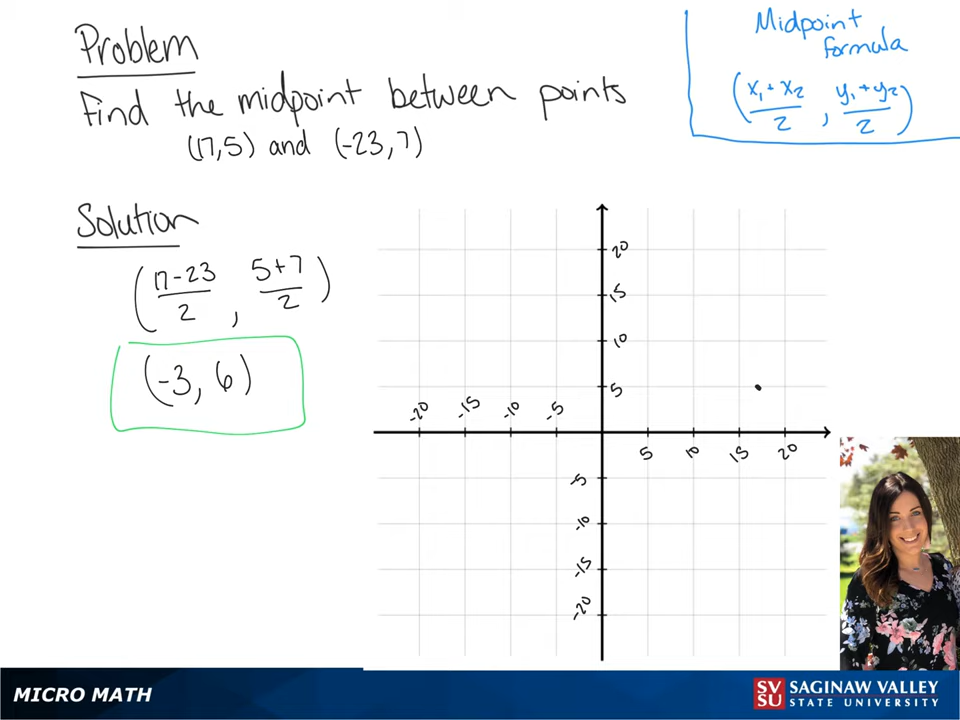 Problem
Find the midpoint between points
(17,5) and (-23,7)
Midpoint
formula
(x₁+x₂/2, y₁+y₂/2)
Solution
(17-23/2, 5+7/2)
(-3, 6)
20
15
10
5
-20 -15 -10 -5
5 10 15 20
-5
-10
-15
-20
MICRO MATH
SV
SU
SAGINAW VALLEY
STATE UNIVERSITY